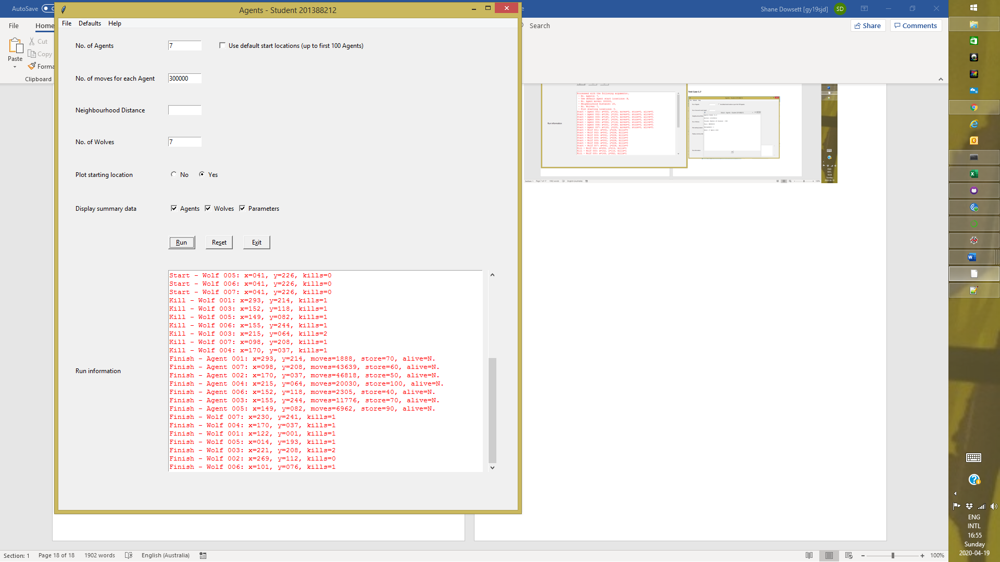 AutoSave
Agents - Student 201388212
Shane Dowsett [gy19sjd]
SD
File
Home
Search
Share
Comments
Paste
Cut
Copy
Forma
Clipboard
File Defaults Help
No. of Agents
7
Use default start locations (up to first 100 Agents)
No. of moves for each Agent
300000
Neighbourhood Distance
No. of Wolves
7
Plot starting location
No
Yes
Display summary data
Agents
Wolves
Parameters
Run
Reset
Exit
Run information
Start - Wolf 005: x=041, y=226, kills=0
Start - Wolf 006: x=041, y=226, kills=0
Start - Wolf 007: x=041, y=226, kills=0
Kill - Wolf 001: x=293, y=214, kills=1
Kill - Wolf 003: x=152, y=118, kills=1
Kill - Wolf 005: x=149, y=082, kills=1
Kill - Wolf 006: x=155, y=244, kills=1
Kill - Wolf 003: x=215, y=064, kills=2
Kill - Wolf 007: x=098, y=208, kills=1
Kill - Wolf 004: x=170, y=037, kills=1
Finish - Agent 001: x=293, y=214, moves=1888, store=70, alive=N.
Finish - Agent 007: x=098, y=208, moves=43639, store=60, alive=N.
Finish - Agent 002: x=170, y=037, moves=46818, store=50, alive=N.
Finish - Agent 004: x=215, y=064, moves=20030, store=100, alive=N.
Finish - Agent 006: x=152, y=118, moves=2305, store=40, alive=N.
Finish - Agent 003: x=155, y=244, moves=11776, store=70, alive=N.
Finish - Agent 005: x=149, y=082, moves=6962, store=90, alive=N.
Finish - Wolf 007: x=230, y=241, kills=1
Finish - Wolf 004: x=170, y=037, kills=1
Finish - Wolf 001: x=122, y=001, kills=1
Finish - Wolf 005: x=014, y=193, kills=1
Finish - Wolf 003: x=221, y=208, kills=2
Finish - Wolf 002: x=269, y=112, kills=0
Finish - Wolf 006: x=101, y=076, kills=1
Test Case 1.7
Run information
Section: 1 Page 18 of 18 1902 words English (Australia)
100%
ENG
INTL
16:55
Sunday
2020-04-19